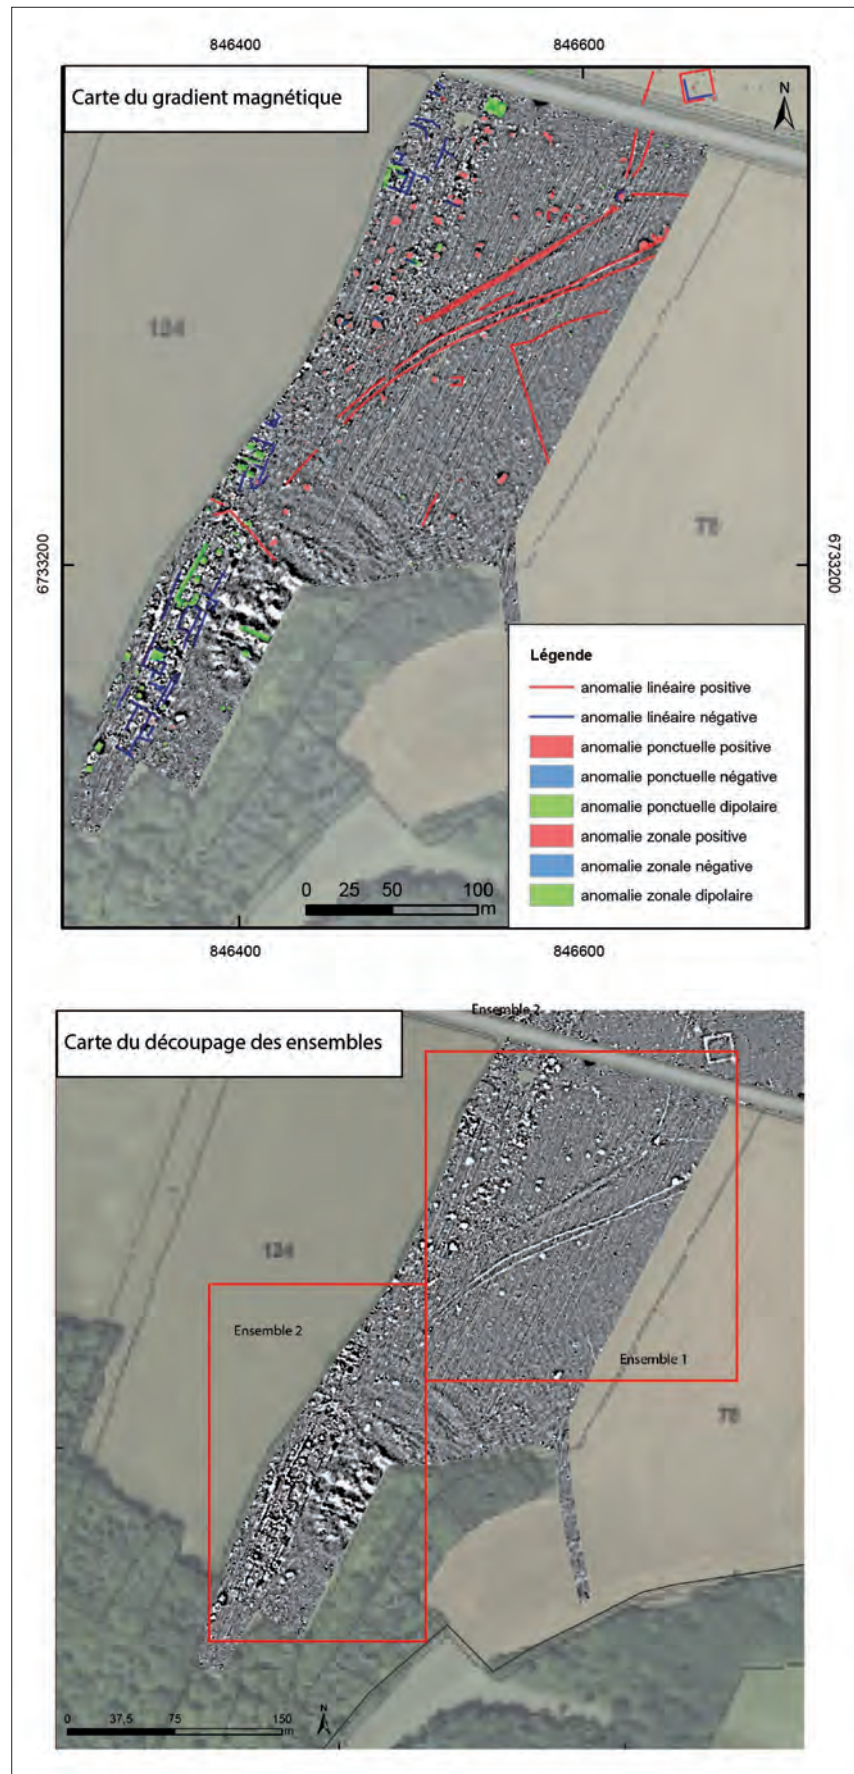 846400 846600
Carte du gradient magnétique
N
124
78
6733200 6733200
Légende
anomalie linéaire positive
anomalie linéaire négative
anomalie ponctuelle positive
anomalie ponctuelle négative
anomalie ponctuelle dipolaire
anomalie zonale positive
anomalie zonale négative
anomalie zonale dipolaire
0 25 50 100
m
846400 846600
Ensemble 2
Carte du découpage des ensembles
124
Ensemble 2
Ensemble 1
78
0 37,5 75 150
m
N